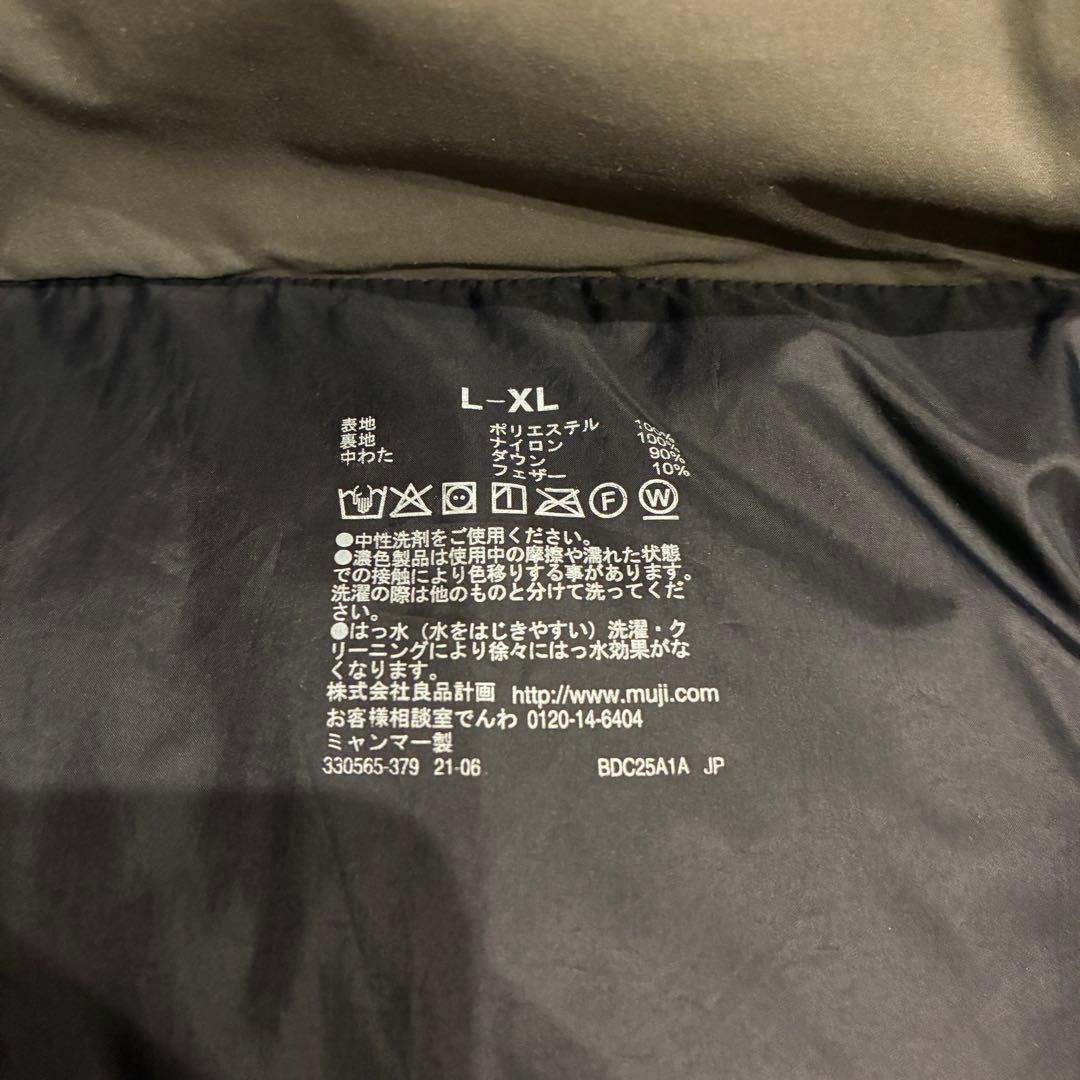 L-XL
表地 ポリエステル 100%
裏地 ナイロン 100%
中わた ダウン 90%
フェザー 10%
F W
●中性洗剤をご使用ください。
●濃色製品は使用中の摩擦や濡れた状態
での接触により色移りする事があります。
洗濯の際は他のものと分けて洗ってくだ
さい。
●はっ水（水をはじきやすい）洗濯・ク
リーニングにより徐々にはっ水効果がな
くなります。
株式会社良品計画 http://www.muji.com
お客様相談室でんわ 0120-14-6404
ミャンマー製
330565-379 21-06 BDC25A1A JP